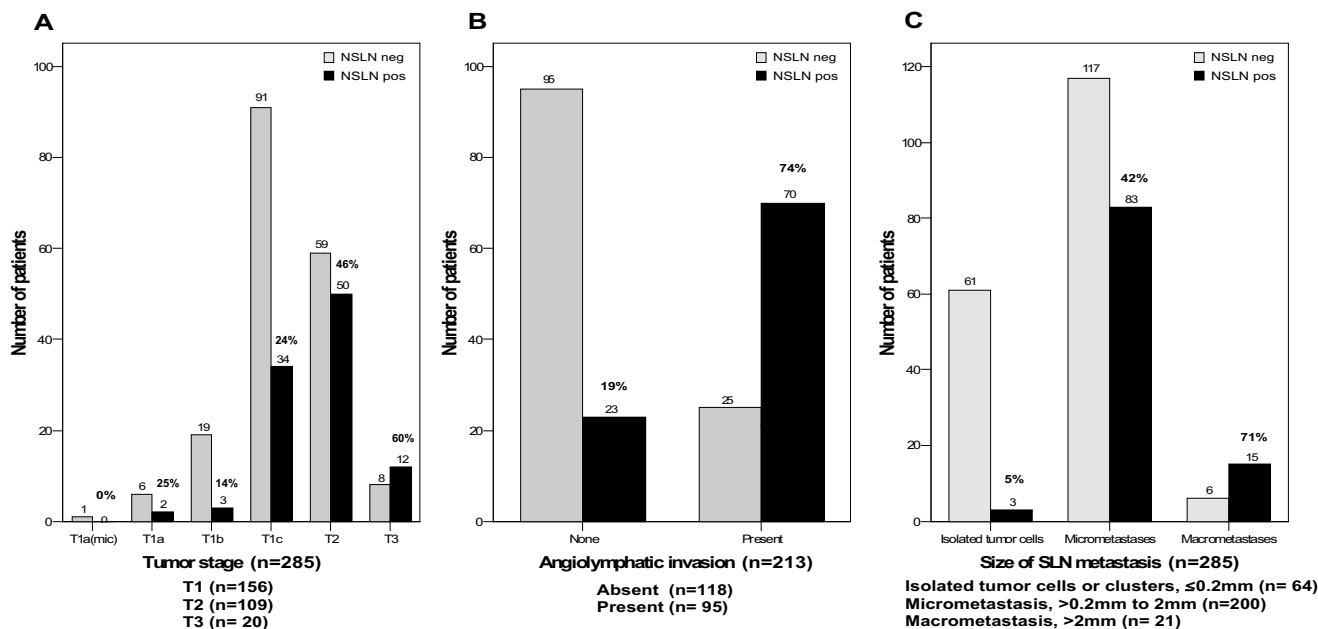 A
NSLN neg
NSLN pos
Number of patients
100
80
60
40
20
0
1
0
0%
6
2
25%
19
3
14%
91
34
24%
59
50
46%
8
12
60%
T1a(mic) T1a T1b T1c T2 T3
Tumor stage (n=285)
T1 (n=156)
T2 (n=109)
T3 (n= 20)
B
NSLN neg
NSLN pos
Number of patients
100
80
60
40
20
0
95
23
19%
25
70
74%
None Present
Angiolymphatic invasion (n=213)
Absent (n=118)
Present (n= 95)
C
NSLN neg
NSLN pos
Number of patients
120
100
80
60
40
20
0
61
3
5%
117
83
42%
6
15
71%
Isolated tumor cells Micrometastases Macrometastases
Size of SLN metastasis (n=285)
Isolated tumor cells or clusters, ≤0.2mm (n= 64)
Micrometastasis, >0.2mm to 2mm (n=200)
Macrometastasis, >2mm (n= 21)